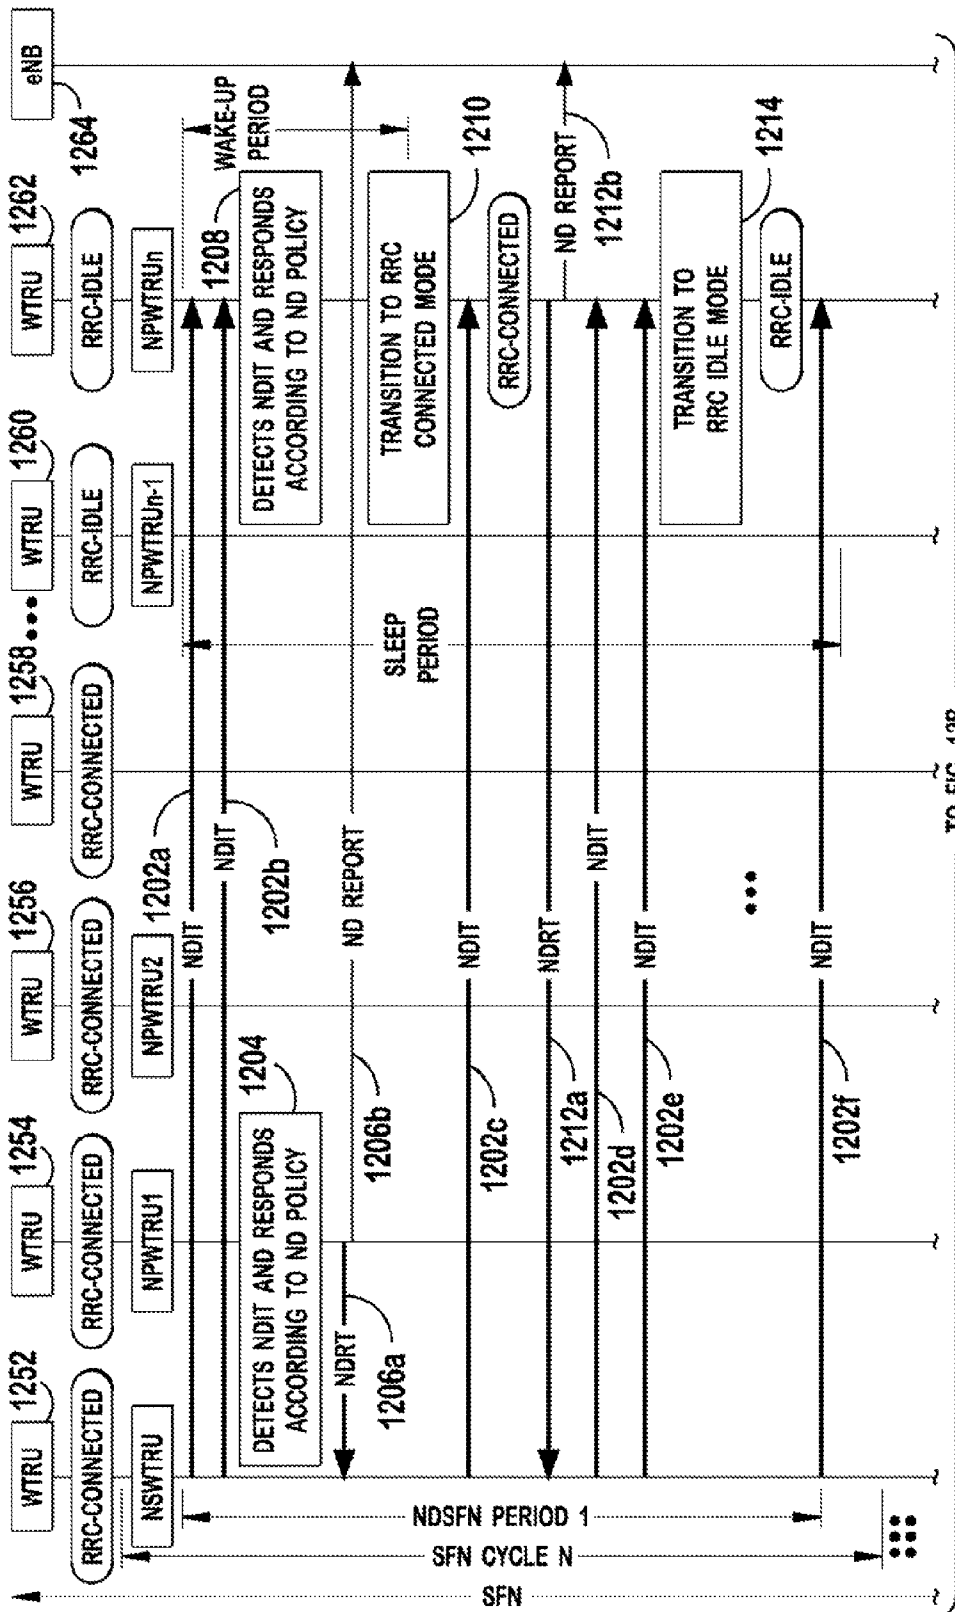 WTRU
1252
WTRU
1254
WTRU
1256
WTRU
1258
WTRU
1260
WTRU
1262
eNB
1264
RRC-CONNECTED
RRC-CONNECTED
RRC-CONNECTED
RRC-CONNECTED
RRC-IDLE
RRC-IDLE
NSWTRU
NPWTRU1
NPWTRU2
NPWTRUn-1
NPWTRUn
1202a
NDIT
NDIT
1202b
1204
DETECTS NDIT AND RESPONDS
ACCORDING TO ND POLICY
1208
DETECTS NDIT AND RESPONDS
ACCORDING TO ND POLICY
WAKE-UP
PERIOD
NDRT
1206a
ND REPORT
1206b
SLEEP
PERIOD
TRANSITION TO RRC
CONNECTED MODE
1210
NDIT
1202c
RRC-CONNECTED
NDRT
1212a
ND REPORT
1212b
NDIT
1202d
NDIT
1202e
TRANSITION TO
RRC IDLE MODE
1214
RRC-IDLE
NDIT
1202f
NDSFN PERIOD 1
SFN CYCLE N
SFN
TO FIG. 12B